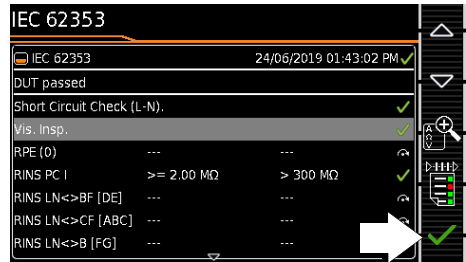 IEC 62353
IEC 62353 24/06/2019 01:43:02 PM
DUT passed
Short Circuit Check (L-N).
Vis. Insp.
RPE (0) --- ---
RINS PC I >= 2.00 MΩ > 300 MΩ
RINS LN<>BF [DE] --- ---
RINS LN<>CF [ABC] --- ---
RINS LN<>B [FG] --- ---
A
Ω
V